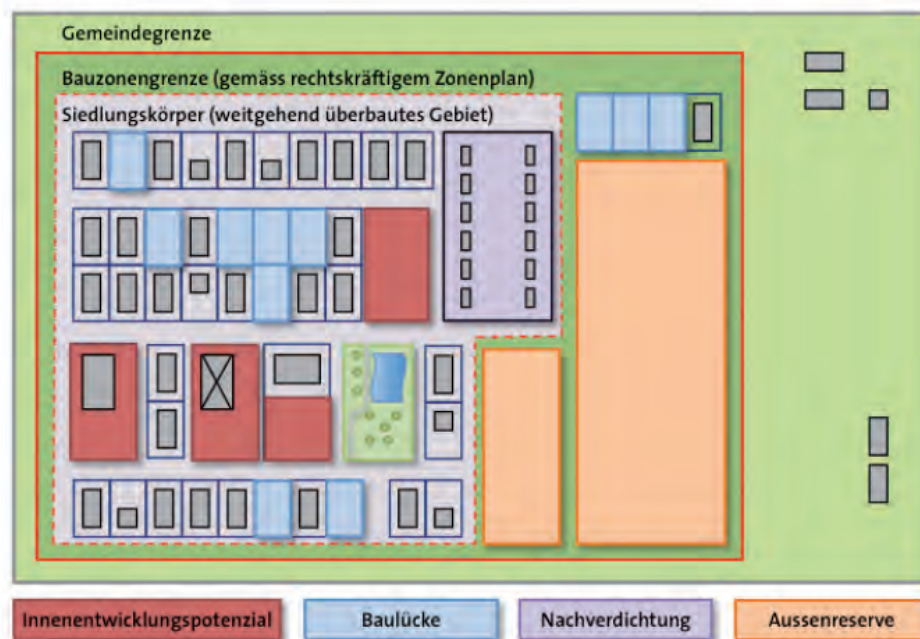 Gemeindegrenze
Bauzonengrenze (gemäss rechtskräftigem Zonenplan)
Siedlungskörper (weitgehend überbautes Gebiet)
Innenentwicklungspotenzial
Baulücke
Nachverdichtung
Aussenreserve